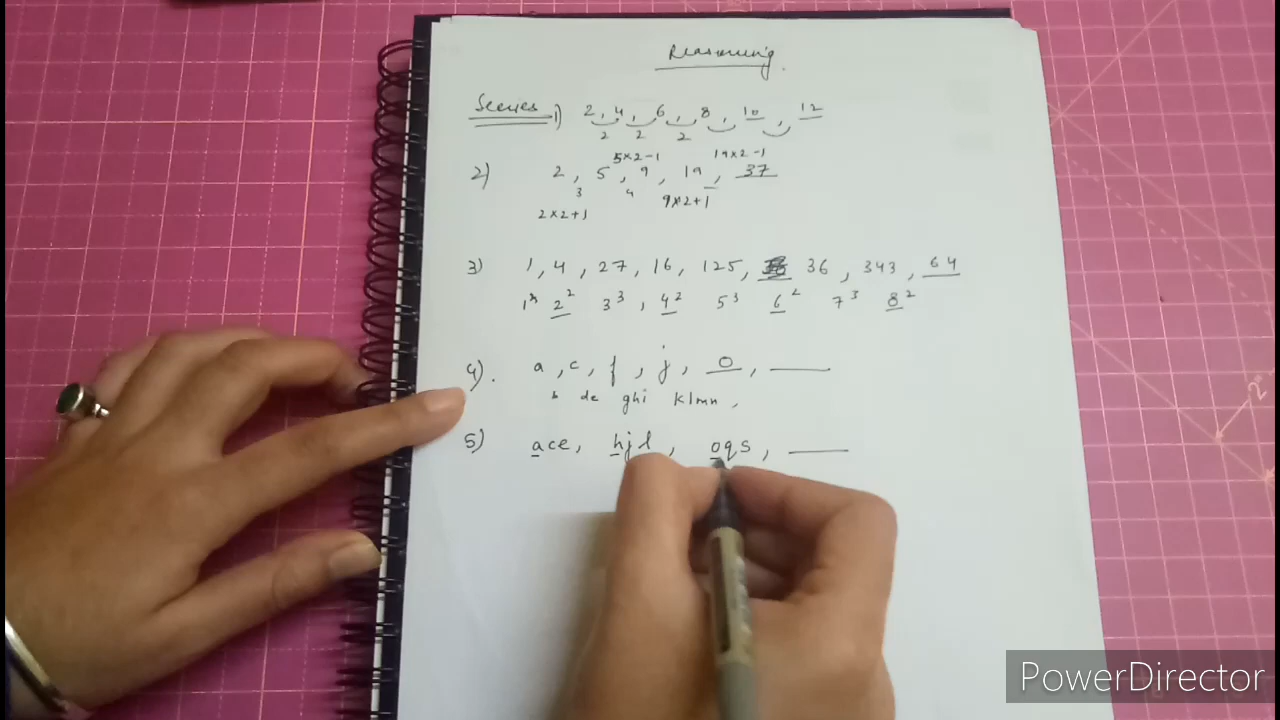 Reasoning.
Series 1) 2, 4, 6, 8, 10, 12
2 2 2
5×2-1 19×2-1
2) 2, 5, 9, 19, 37
3 4 9×2+1
2×2+1
3) 1, 4, 27, 16, 125, 36, 343, 64
2² 3³, 4² 5³ 6² 7³ 8²
4). a, c, f, j, o, ____
b de ghi klmn,
5) ace, hjl, oqs, ____
2"
PowerDirector